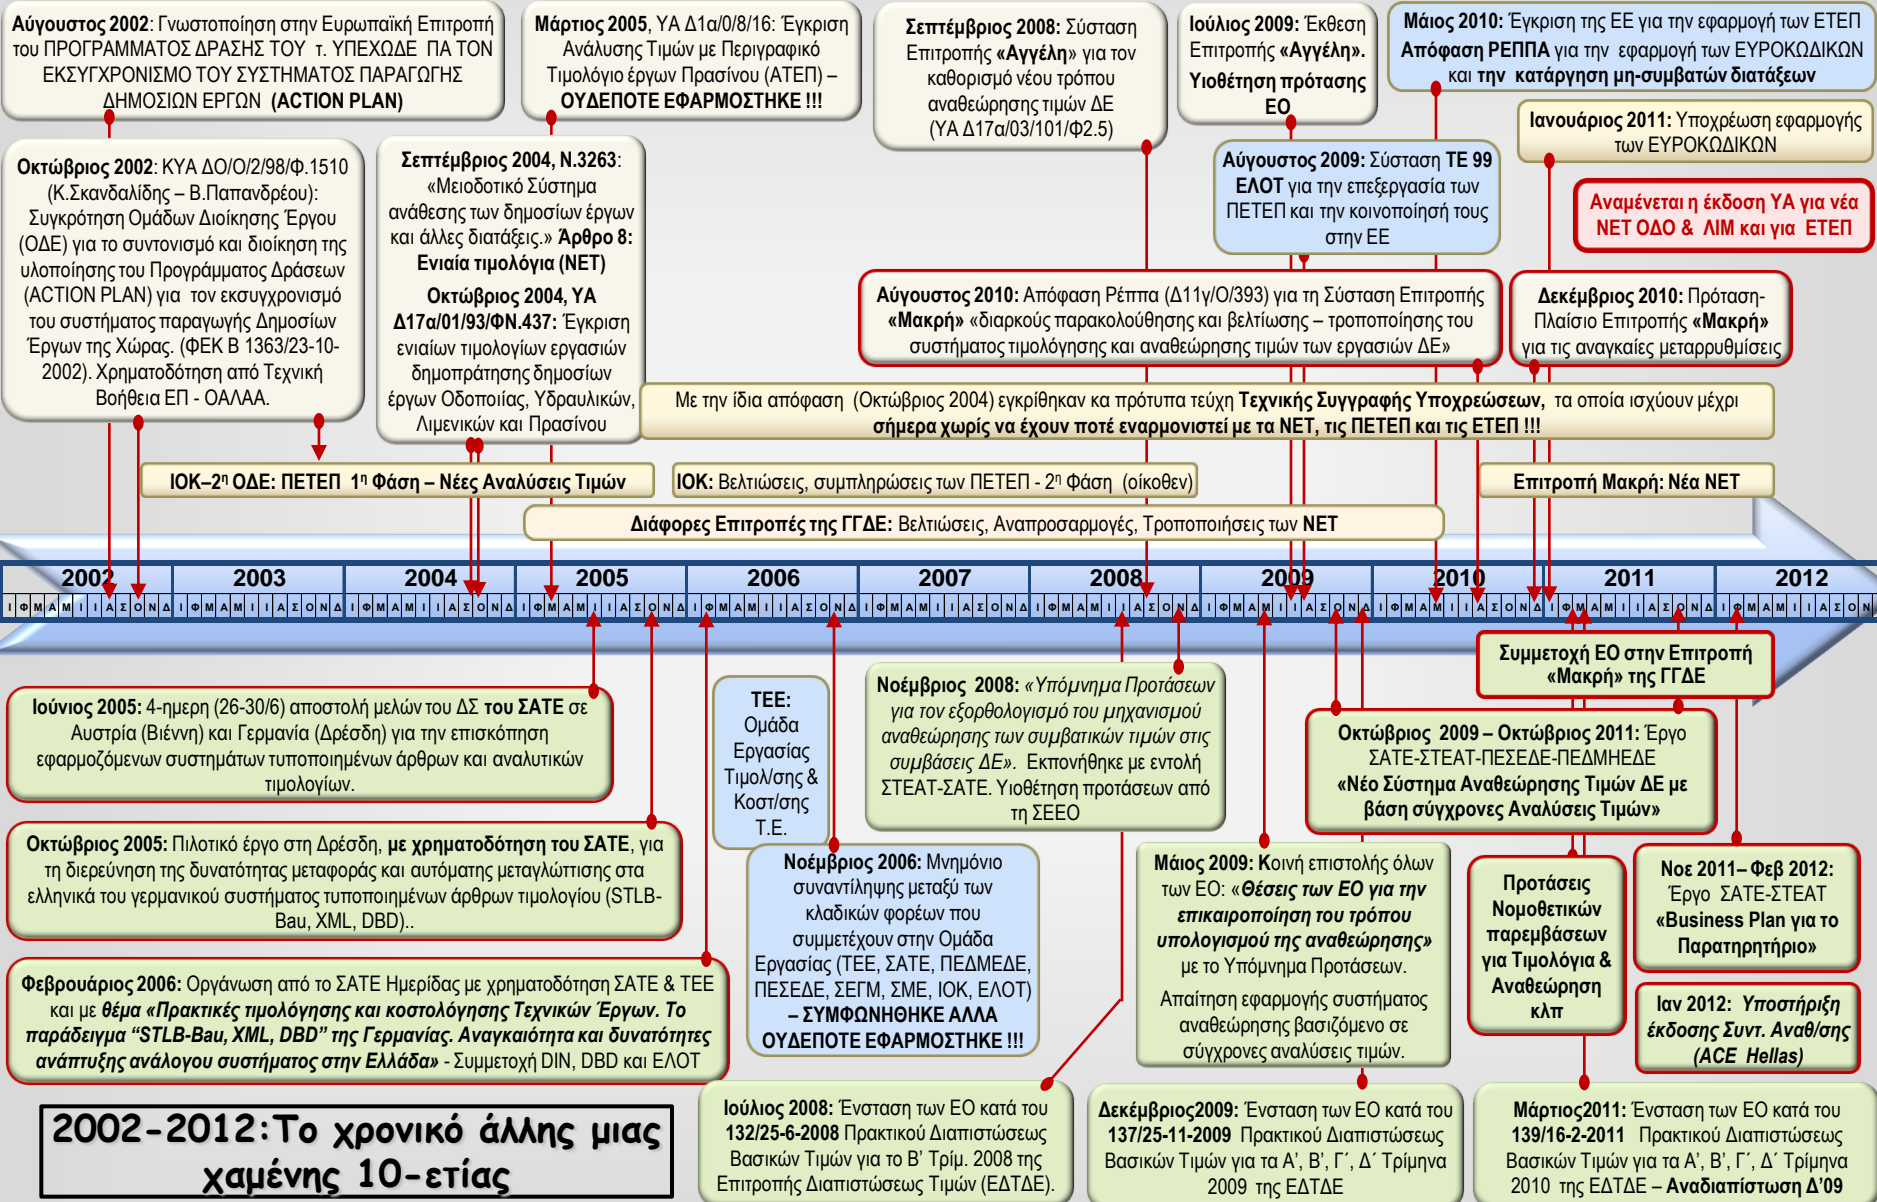 Αύγουστος 2002: Γνωστοποίηση στην Ευρωπαϊκή Επιτροπή
του ΠΡΟΓΡΑΜΜΑΤΟΣ ΔΡΑΣΗΣ ΤΟΥ τ. ΥΠΕΧΩΔΕ ΓΙΑ ΤΟΝ
ΕΚΣΥΓΧΡΟΝΙΣΜΟ ΤΟΥ ΣΥΣΤΗΜΑΤΟΣ ΠΑΡΑΓΩΓΗΣ
ΔΗΜΟΣΙΩΝ ΕΡΓΩΝ (ACTION PLAN)
Μάρτιος 2005, ΥΑ Δ1α/0/8/16: Έγκριση
Ανάλυσης Τιμών με Περιγραφικό
Τιμολόγιο έργων Πρασίνου (ΑΤΕΠ) –
ΟΥΔΕΠΟΤΕ ΕΦΑΡΜΟΣΤΗΚΕ !!!
Σεπτέμβριος 2008: Σύσταση
Επιτροπής «Αγγέλη» για τον
καθορισμό νέου τρόπου
αναθεώρησης τιμών ΔΕ
(ΥΑ Δ17α/03/101/Φ2.5)
Ιούλιος 2009: Έκθεση
Επιτροπής «Αγγέλη».
Υιοθέτηση πρότασης
ΕΟ
Μάιος 2010: Έγκριση της ΕΕ για την εφαρμογή των ΕΤΕΠ
Απόφαση ΡΕΠΠΑ για την εφαρμογή των ΕΥΡΟΚΩΔΙΚΩΝ
και την κατάργηση μη-συμβατών διατάξεων
Ιανουάριος 2011: Υποχρέωση εφαρμογής
των ΕΥΡΟΚΩΔΙΚΩΝ
Οκτώβριος 2002: ΚΥΑ ΔΟ/Ο/2/98/Φ.1510
(Κ.Σκανδαλίδης – Β.Παπανδρέου):
Συγκρότηση Ομάδων Διοίκησης Έργου
(ΟΔΕ) για το συντονισμό και διοίκηση της
υλοποίησης του Προγράμματος Δράσεων
(ACTION PLAN) για τον εκσυγχρονισμό
του συστήματος παραγωγής Δημοσίων
Έργων της Χώρας. (ΦΕΚ Β 1363/23-10-
2002). Χρηματοδότηση από Τεχνική
Βοήθεια ΕΠ - ΟΑΛΑΑ.
Σεπτέμβριος 2004, Ν.3263:
«Μειοδοτικό Σύστημα
ανάθεσης των δημοσίων έργων
και άλλες διατάξεις.» Άρθρο 8:
Ενιαία τιμολόγια (ΝΕΤ)
Οκτώβριος 2004, ΥΑ
Δ17α/01/93/ΦΝ.437: Έγκριση
ενιαίων τιμολογίων εργασιών
δημοπράτησης δημοσίων
έργων Οδοποιίας, Υδραυλικών,
Λιμενικών και Πρασίνου
Αύγουστος 2009: Σύσταση ΤΕ 99
ΕΛΟΤ για την επεξεργασία των
ΠΕΤΕΠ και την κοινοποίησή τους
στην ΕΕ
Αναμένεται η έκδοση ΥΑ για νέα
ΝΕΤ ΟΔΟ & ΛΙΜ και για ΕΤΕΠ
Αύγουστος 2010: Απόφαση Ρέππα (Δ11γ/Ο/393) για τη Σύσταση Επιτροπής
«Μακρή» «διαρκούς παρακολούθησης και βελτίωσης – τροποποίησης του
συστήματος τιμολόγησης και αναθεώρησης τιμών των εργασιών ΔΕ»
Δεκέμβριος 2010: Πρόταση-
Πλαίσιο Επιτροπής «Μακρή»
για τις αναγκαίες μεταρρυθμίσεις
Με την ίδια απόφαση (Οκτώβριος 2004) εγκρίθηκαν κα πρότυπα τεύχη Τεχνικής Συγγραφής Υποχρεώσεων, τα οποία ισχύουν μέχρι
σήμερα χωρίς να έχουν ποτέ εναρμονιστεί με τα ΝΕΤ, τις ΠΕΤΕΠ και τις ΕΤΕΠ !!!
ΙΟΚ–2η ΟΔΕ: ΠΕΤΕΠ 1η Φάση – Νέες Αναλύσεις Τιμών
ΙΟΚ: Βελτιώσεις, συμπληρώσεις των ΠΕΤΕΠ - 2η Φάση (οίκοθεν)
Επιτροπή Μακρή: Νέα ΝΕΤ
Διάφορες Επιτροπές της ΓΓΔΕ: Βελτιώσεις, Αναπροσαρμογές, Τροποποιήσεις των ΝΕΤ
2002 2003 2004 2005 2006 2007 2008 2009 2010 2011 2012
Ι Φ Μ Α Μ Ι Ι Α Σ Ο Ν Δ Ι Φ Μ Α Μ Ι Ι Α Σ Ο Ν Δ Ι Φ Μ Α Μ Ι Ι Α Σ Ο Ν Δ Ι Φ Μ Α Μ Ι Ι Α Σ Ο Ν Δ Ι Φ Μ Α Μ Ι Ι Α Σ Ο Ν Δ Ι Φ Μ Α Μ Ι Ι Α Σ Ο Ν Δ Ι Φ Μ Α Μ Ι Ι Α Σ Ο Ν Δ Ι Φ Μ Α Μ Ι Ι Α Σ Ο Ν Δ Ι Φ Μ Α Μ Ι Ι Α Σ Ο Ν Δ Ι Φ Μ Α Μ Ι Ι Α Σ Ο Ν Δ Ι Φ Μ Α Μ Ι Ι Α Σ Ο Ν
Συμμετοχή ΕΟ στην Επιτροπή
«Μακρή» της ΓΓΔΕ
Ιούνιος 2005: 4-ημερη (26-30/6) αποστολή μελών του ΔΣ του ΣΑΤΕ σε
Αυστρία (Βιέννη) και Γερμανία (Δρέσδη) για την επισκόπηση
εφαρμοζόμενων συστημάτων τυποποιημένων άρθρων και αναλυτικών
τιμολογίων.
ΤΕΕ:
Ομάδα
Εργασίας
Τιμολ/σης &
Κοστ/σης
Τ.Ε.
Νοέμβριος 2008: «Υπόμνημα Προτάσεων
για τον εξορθολογισμό του μηχανισμού
αναθεώρησης των συμβατικών τιμών στις
συμβάσεις ΔΕ». Εκπονήθηκε με εντολή
ΣΤΕΑΤ-ΣΑΤΕ. Υιοθέτηση προτάσεων από
τη ΣΕΕΟ
Οκτώβριος 2009 – Οκτώβριος 2011: Έργο
ΣΑΤΕ-ΣΤΕΑΤ-ΠΕΣΕΔΕ-ΠΕΔΜΗΕΔΕ
«Νέο Σύστημα Αναθεώρησης Τιμών ΔΕ με
βάση σύγχρονες Αναλύσεις Τιμών»
Οκτώβριος 2005: Πιλοτικό έργο στη Δρέσδη, με χρηματοδότηση του ΣΑΤΕ, για
τη διερεύνηση της δυνατότητας μεταφοράς και αυτόματης μεταγλώττισης στα
ελληνικά του γερμανικού συστήματος τυποποιημένων άρθρων τιμολογίου (STLB-
Bau, XML, DBD)..
Νοέμβριος 2006: Μνημόνιο
συναντίληψης μεταξύ των
κλαδικών φορέων που
συμμετέχουν στην Ομάδα
Εργασίας (ΤΕΕ, ΣΑΤΕ, ΠΕΔΜΕΔΕ,
ΠΕΣΕΔΕ, ΣΕΓΜ, ΣΜΕ, ΙΟΚ, ΕΛΟΤ)
– ΣΥΜΦΩΝΗΘΗΚΕ ΑΛΛΑ
ΟΥΔΕΠΟΤΕ ΕΦΑΡΜΟΣΤΗΚΕ !!!
Μάιος 2009: Κοινή επιστολής όλων
των ΕΟ: «Θέσεις των ΕΟ για την
επικαιροποίηση του τρόπου
υπολογισμού της αναθεώρησης»
με το Υπόμνημα Προτάσεων.
Απαίτηση εφαρμογής συστήματος
αναθεώρησης βασιζόμενο σε
σύγχρονες αναλύσεις τιμών.
Προτάσεις
Νομοθετικών
παρεμβάσεων
για Τιμολόγια &
Αναθεώρηση
κλπ
Νοε 2011– Φεβ 2012:
Έργο ΣΑΤΕ-ΣΤΕΑΤ
«Business Plan για το
Παρατηρητήριο»
Φεβρουάριος 2006: Οργάνωση από το ΣΑΤΕ Ημερίδας με χρηματοδότηση ΣΑΤΕ & ΤΕΕ
και με θέμα «Πρακτικές τιμολόγησης και κοστολόγησης Τεχνικών Έργων. Το
παράδειγμα “STLB-Bau, XML, DBD” της Γερμανίας. Αναγκαιότητα και δυνατότητες
ανάπτυξης ανάλογου συστήματος στην Ελλάδα» - Συμμετοχή DIN, DBD και ΕΛΟΤ
Ιαν 2012: Υποστήριξη
έκδοσης Συντ. Αναθ/σης
(ACE Hellas)
2002-2012:Το χρονικό άλλης μιας
χαμένης 10-ετίας
Ιούλιος 2008: Ένσταση των ΕΟ κατά του
132/25-6-2008 Πρακτικού Διαπιστώσεως
Βασικών Τιμών για το Β’ Τρίμ. 2008 της
Επιτροπής Διαπιστώσεως Τιμών (ΕΔΤΔΕ).
Δεκέμβριος2009: Ένσταση των ΕΟ κατά του
137/25-11-2009 Πρακτικού Διαπιστώσεως
Βασικών Τιμών για τα Α’, Β’, Γ΄, Δ΄ Τρίμηνα
2009 της ΕΔΤΔΕ
Μάρτιος2011: Ένσταση των ΕΟ κατά του
139/16-2-2011 Πρακτικού Διαπιστώσεως
Βασικών Τιμών για τα Α’, Β’, Γ΄, Δ΄ Τρίμηνα
2010 της ΕΔΤΔΕ – Αναδιαπίστωση Δ’09